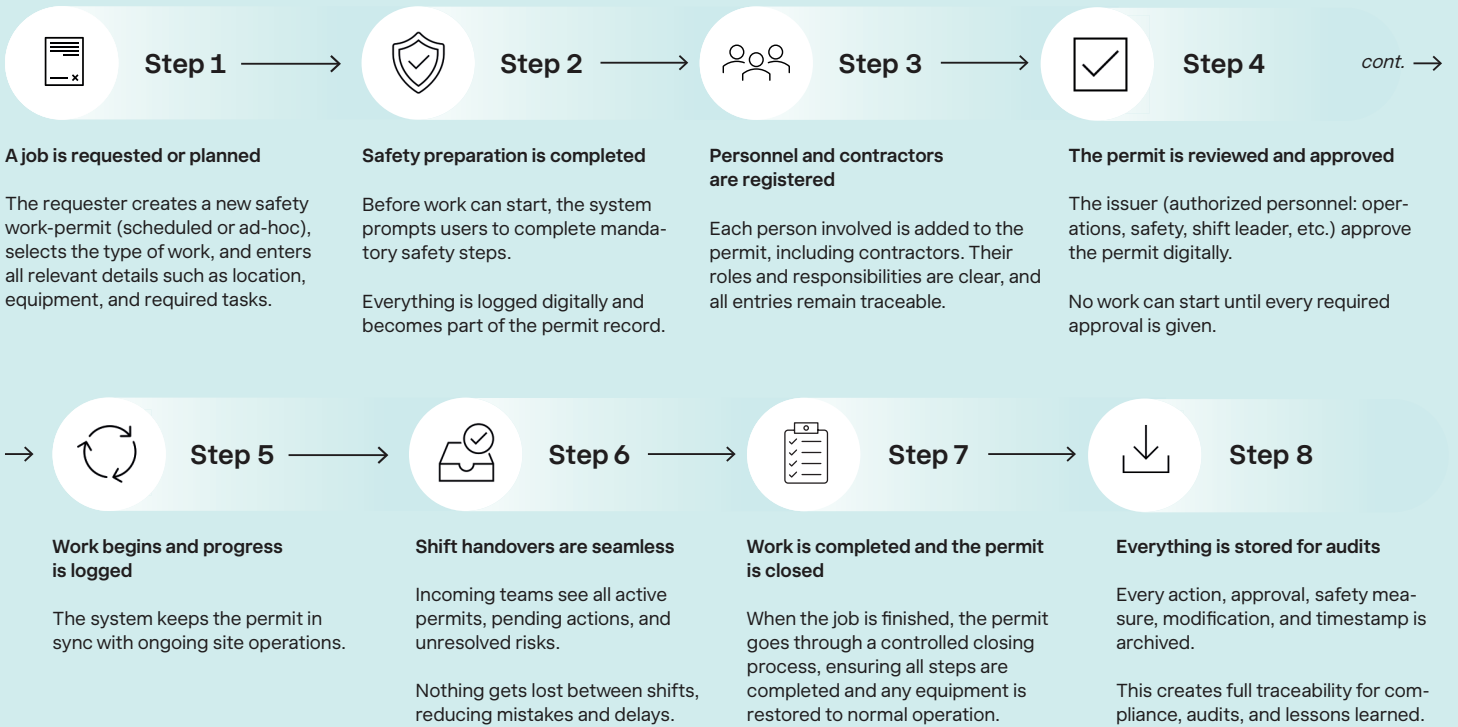 Step 1
Step 2
Step 3
Step 4
cont.
A job is requested or planned
The requester creates a new safety
work-permit (scheduled or ad-hoc),
selects the type of work, and enters
all relevant details such as location,
equipment, and required tasks.
Safety preparation is completed
Before work can start, the system
prompts users to complete manda-
tory safety steps.
Everything is logged digitally and
becomes part of the permit record.
Personnel and contractors
are registered
Each person involved is added to the
permit, including contractors. Their
roles and responsibilities are clear, and
all entries remain traceable.
The permit is reviewed and approved
The issuer (authorized personnel: oper-
ations, safety, shift leader, etc.) approve
the permit digitally.
No work can start until every required
approval is given.
Step 5
Step 6
Step 7
Step 8
Work begins and progress
is logged
The system keeps the permit in
sync with ongoing site operations.
Shift handovers are seamless
Incoming teams see all active
permits, pending actions, and
unresolved risks.
Nothing gets lost between shifts,
reducing mistakes and delays.
Work is completed and the permit
is closed
When the job is finished, the permit
goes through a controlled closing
process, ensuring all steps are
completed and any equipment is
restored to normal operation.
Everything is stored for audits
Every action, approval, safety mea-
sure, modification, and timestamp is
archived.
This creates full traceability for com-
pliance, audits, and lessons learned.